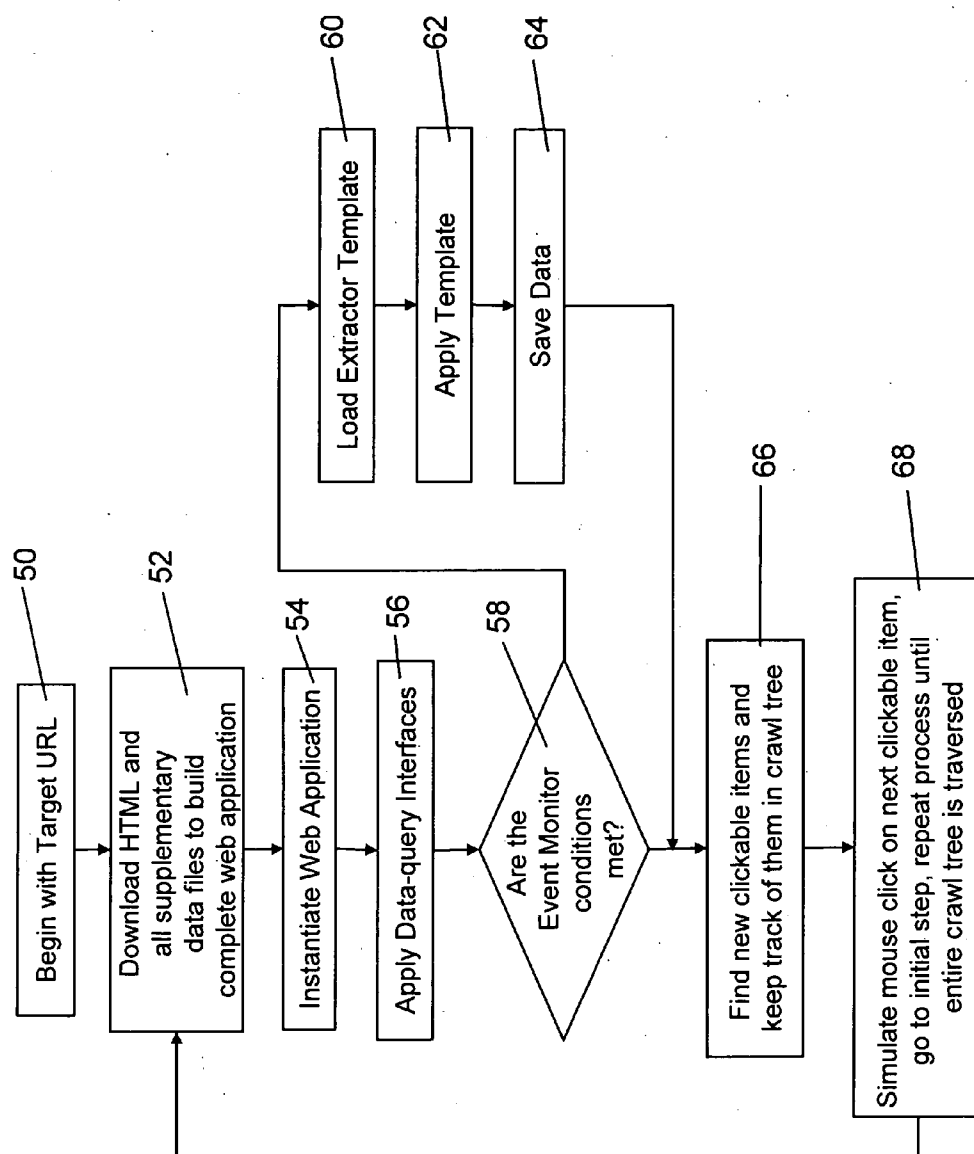 Begin with Target URL
50
Download HTML and
all supplementary
data files to build
complete web application
52
Instantiate Web Application
54
Apply Data-query Interfaces
56
Are the
Event Monitor
conditions
met?
58
Load Extractor Template
60
Apply Template
62
Save Data
64
Find new clickable items and
keep track of them in crawl tree
66
Simulate mouse click on next clickable item,
go to initial step, repeat process until
entire crawl tree is traversed
68